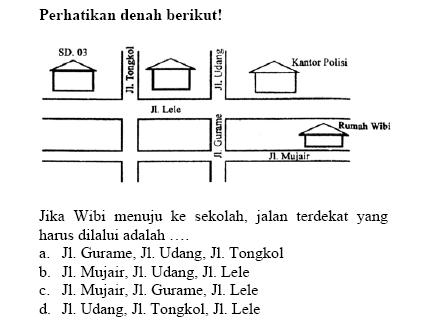 Perhatikan denah berikut!
SD. 03
Jl. Tongkol
Jl. Udang
Kantor Polisi
Jl. Lele
Jl. Gurame
Rumah Wibi
Jl. Mujair
Jika Wibi menuju ke sekolah, jalan terdekat yang
harus dilalui adalah ….
a. Jl. Gurame, Jl. Udang, Jl. Tongkol
b. Jl. Mujair, Jl. Udang, Jl. Lele
c. Jl. Mujair, Jl. Gurame, Jl. Lele
d. Jl. Udang, Jl. Tongkol, Jl. Lele